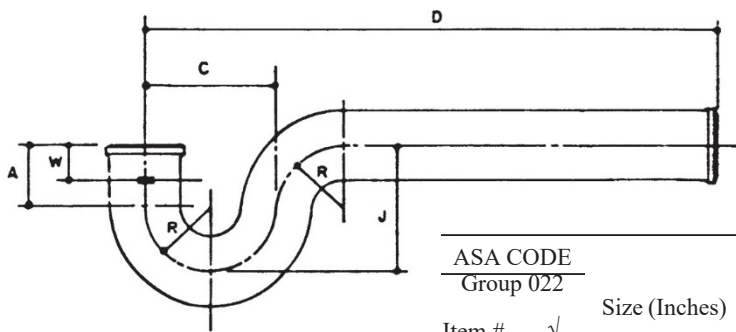 D
C
A
W
R
R
J
ASA CODE
Group 022
Size (Inches)
Item # √